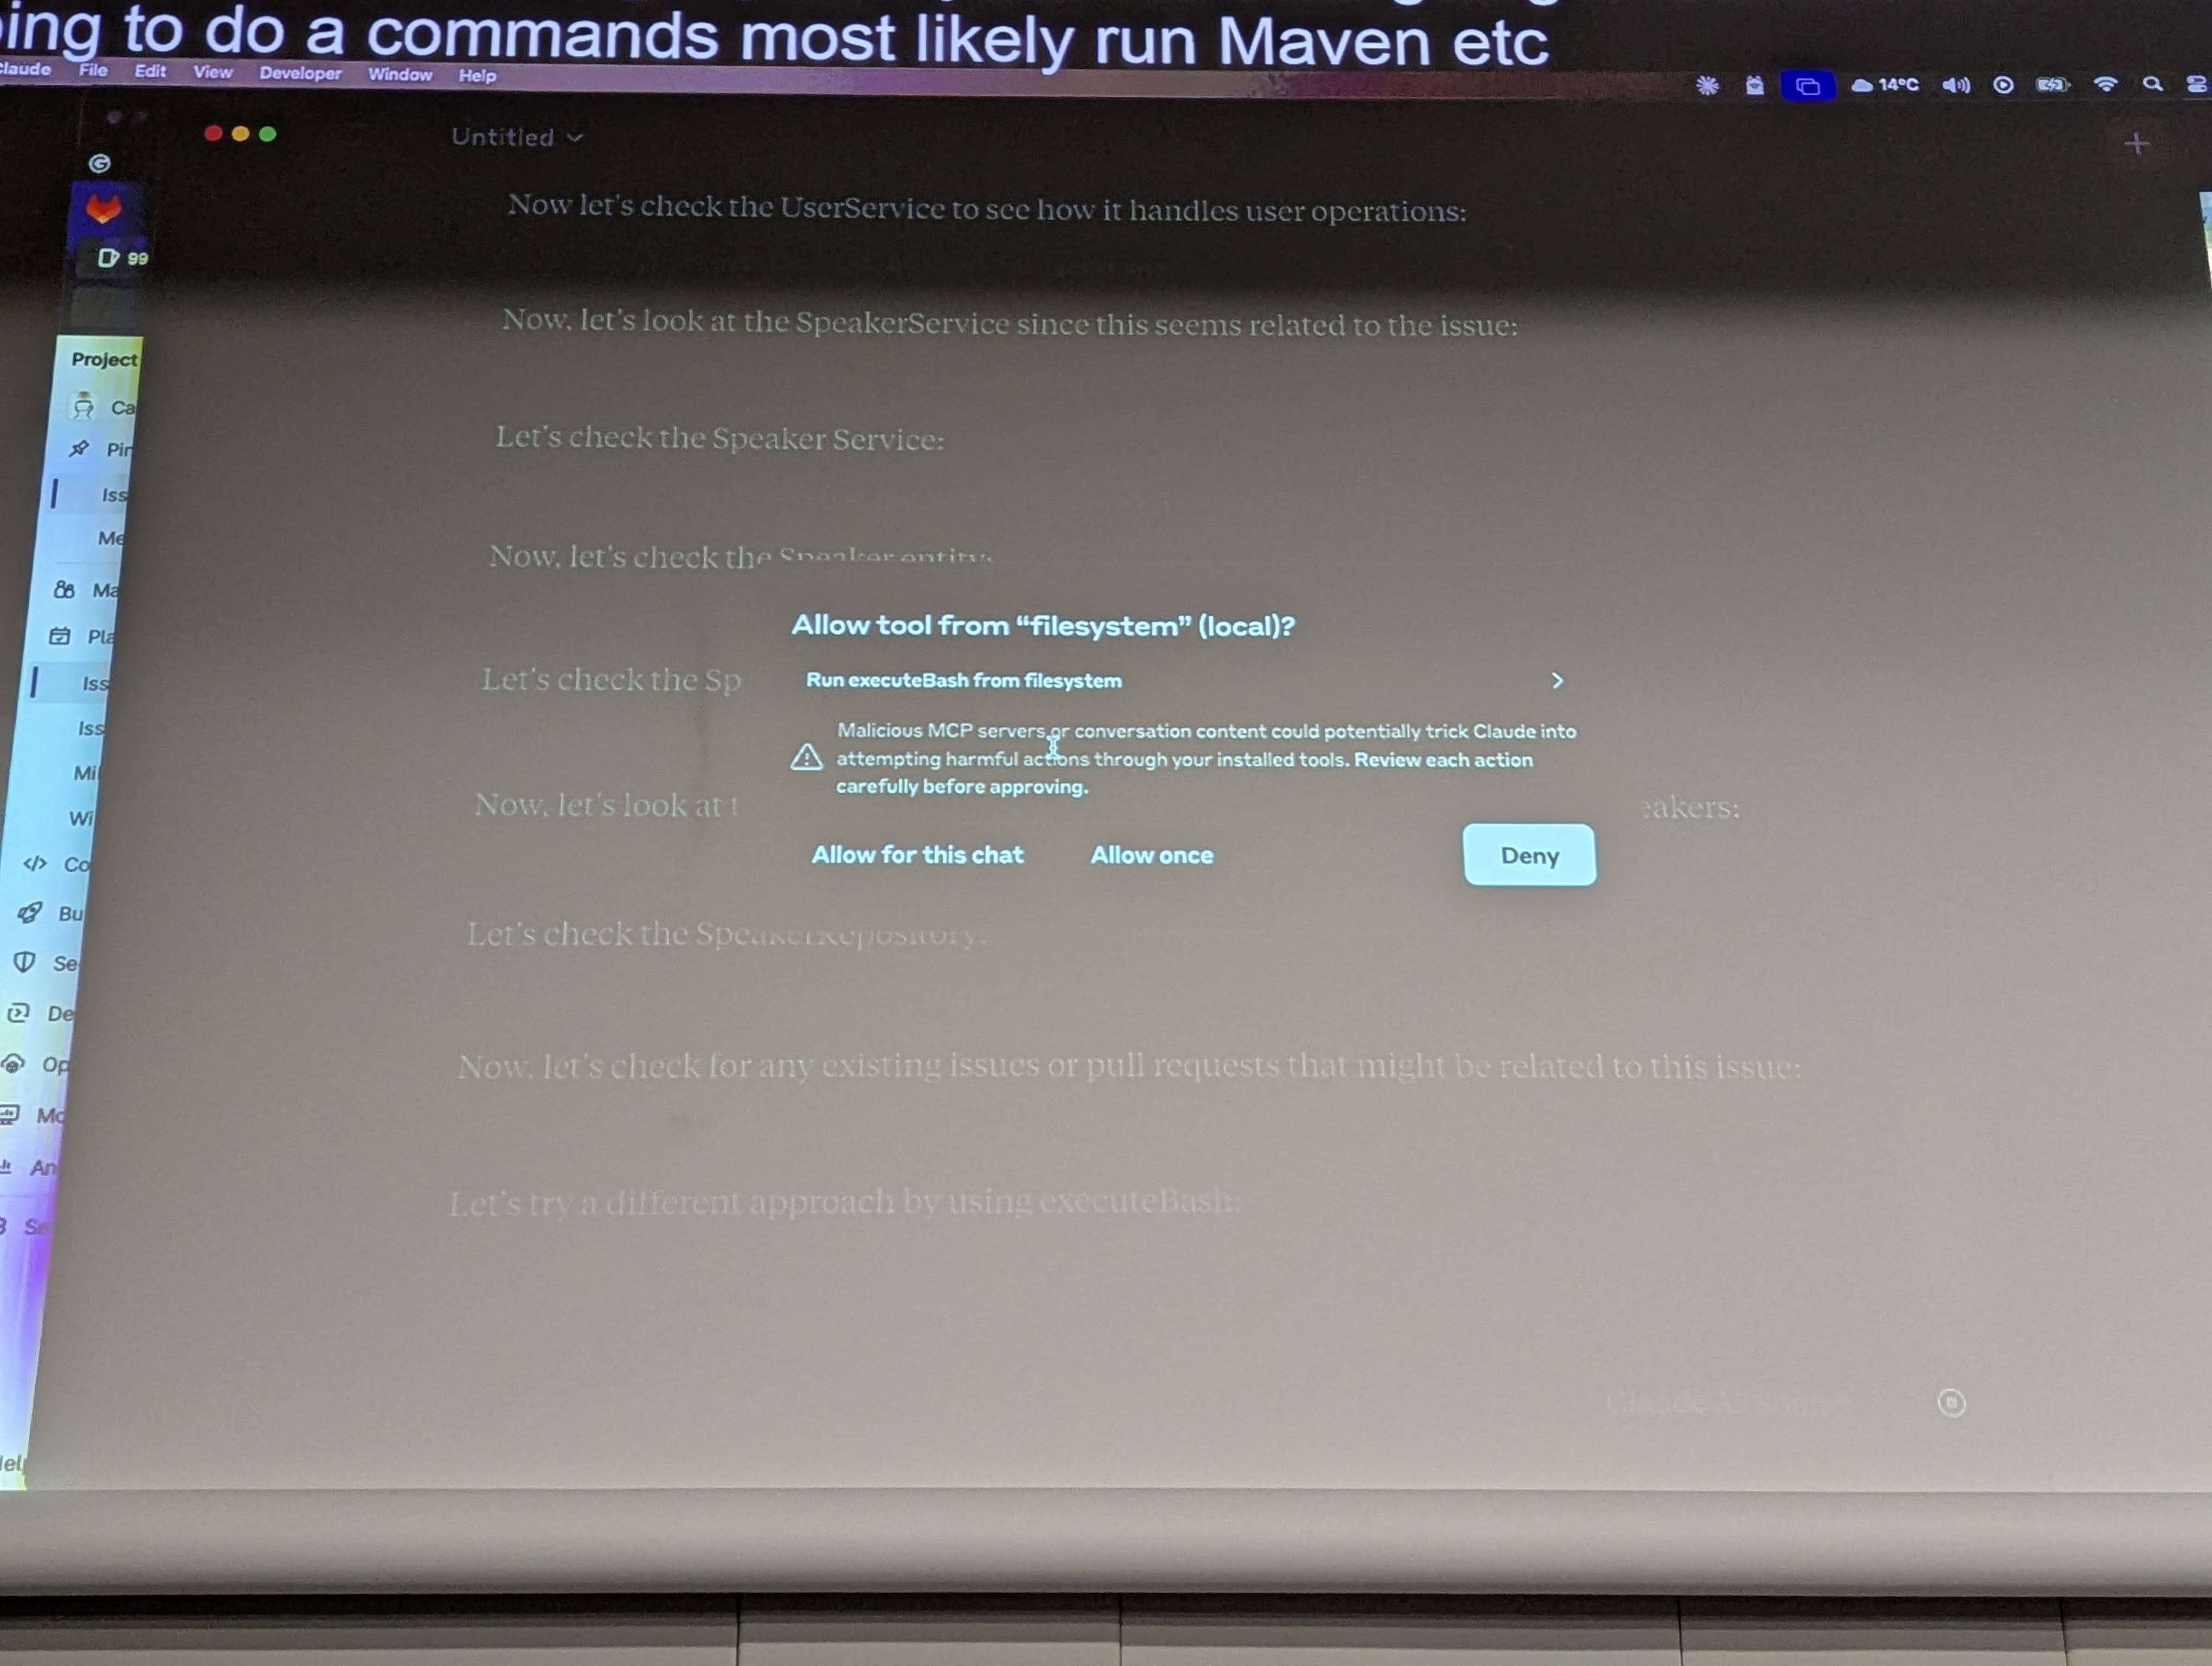 ing to do a commands most likely run Maven etc
Claude File Edit View Developer Window Help
14°C
Untitled
99
Now let's check the UserService to see how it handles user operations:
Now, let's look at the SpeakerService since this seems related to the issue:
Project
Ca
Let's check the Speaker Service:
Pin
Iss
Me
Now, let's check the Speaker entity:
Ma
Pla
Allow tool from “filesystem” (local)?
Let's check the Sp
Run executeBash from filesystem
Iss
Iss
Malicious MCP servers or conversation content could potentially trick Claude into
attempting harmful actions through your installed tools. Review each action
carefully before approving.
Mi
Now, let's look at t
eakers:
Wi
Allow for this chat Allow once Deny
Co
Bu
Let's check the SpeakerRepository:
Se
De
Now, let's check for any existing issues or pull requests that might be related to this issue:
Op
Mo
An
Let's try a different approach by using executeBash:
Se
Hel